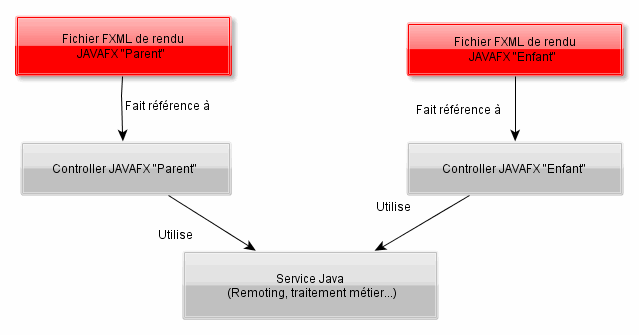 Fichier FXML de rendu
JAVAFX "Parent"
Fichier FXML de rendu
JAVAFX "Enfant"
Fait référence à
Fait référence à
Controller JAVAFX "Parent"
Controller JAVAFX "Enfant"
Utilise
Utilise
Service Java
(Remoting, traitement métier...)